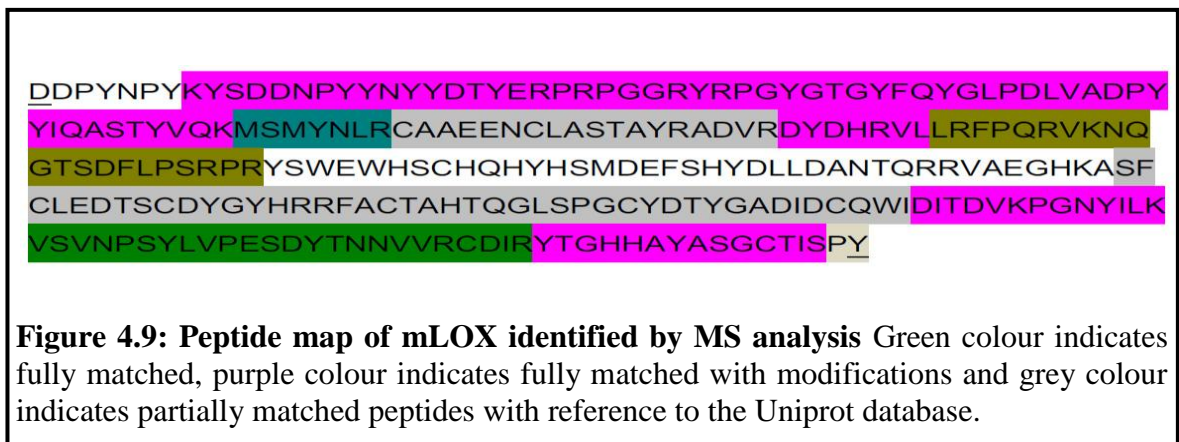 DDPYNPYKYSDDNPYYNYYDTYERPRPGGRYRPGYGTGYFQYGLPDLVADPY
YIQASTYVQKMSMYNLRCAAEENCLASTAYRADVRDYDHRVLLRFPQRVKNQ
GTSDFLPSRPRYSWEWHSCHQHYHSMDEFSHYDLLDANTQRRVAEGHKASF
CLEDTSCDYGYHRRFACTAHTQGLSPGCYDTYGADIDCQWIDITDVKPGNYILK
VSVNPSYLVPESDYTNNVVRCDIRYTGHHAYASGCTISPY
Figure 4.9: Peptide map of mLOX identified by MS analysis Green colour indicates
fully matched, purple colour indicates fully matched with modifications and grey colour
indicates partially matched peptides with reference to the Uniprot database.